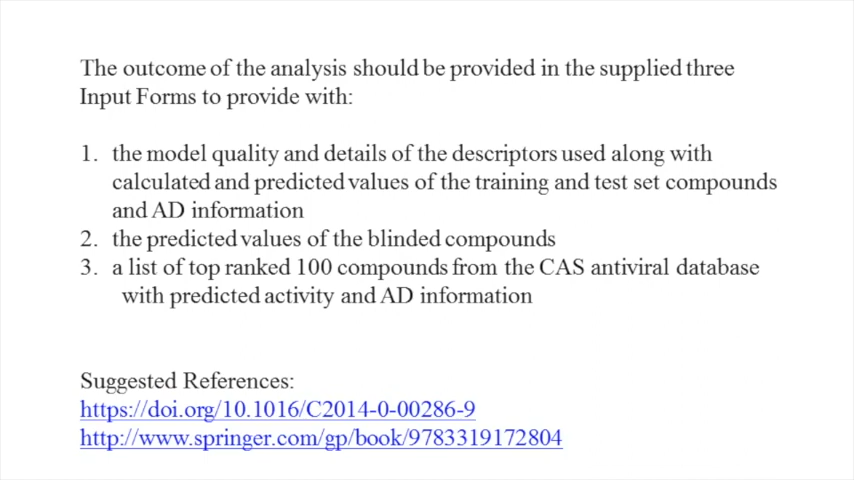 The outcome of the analysis should be provided in the supplied three
Input Forms to provide with:
1. the model quality and details of the descriptors used along with
calculated and predicted values of the training and test set compounds
and AD information
2. the predicted values of the blinded compounds
3. a list of top ranked 100 compounds from the CAS antiviral database
with predicted activity and AD information
Suggested References:
https://doi.org/10.1016/C2014-0-00286-9
http://www.springer.com/gp/book/9783319172804